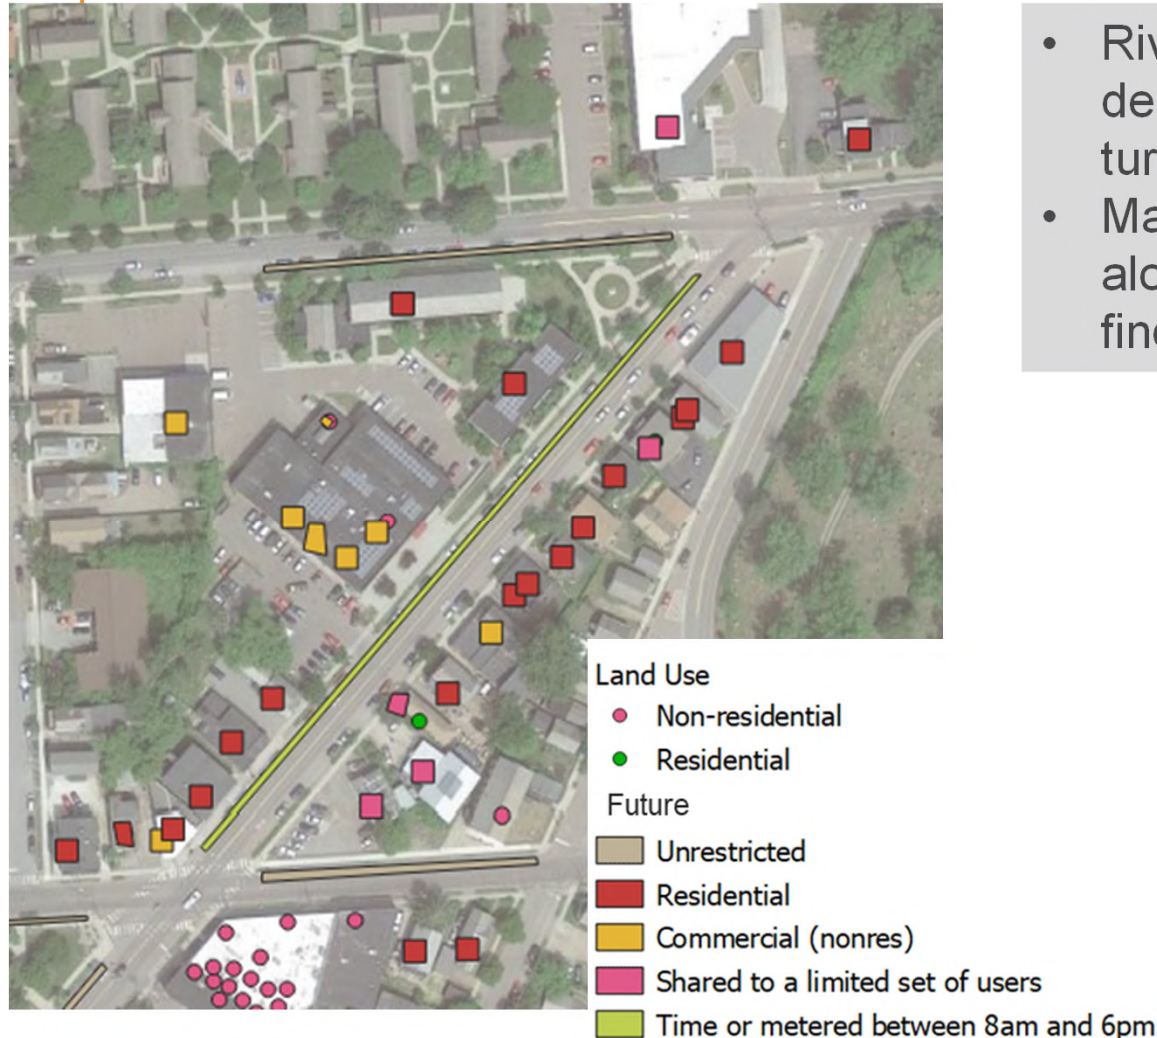 Land Use
Non-residential
Residential
Future
Unrestricted
Residential
Commercial (nonres)
Shared to a limited set of users
Time or metered between 8am and 6pm